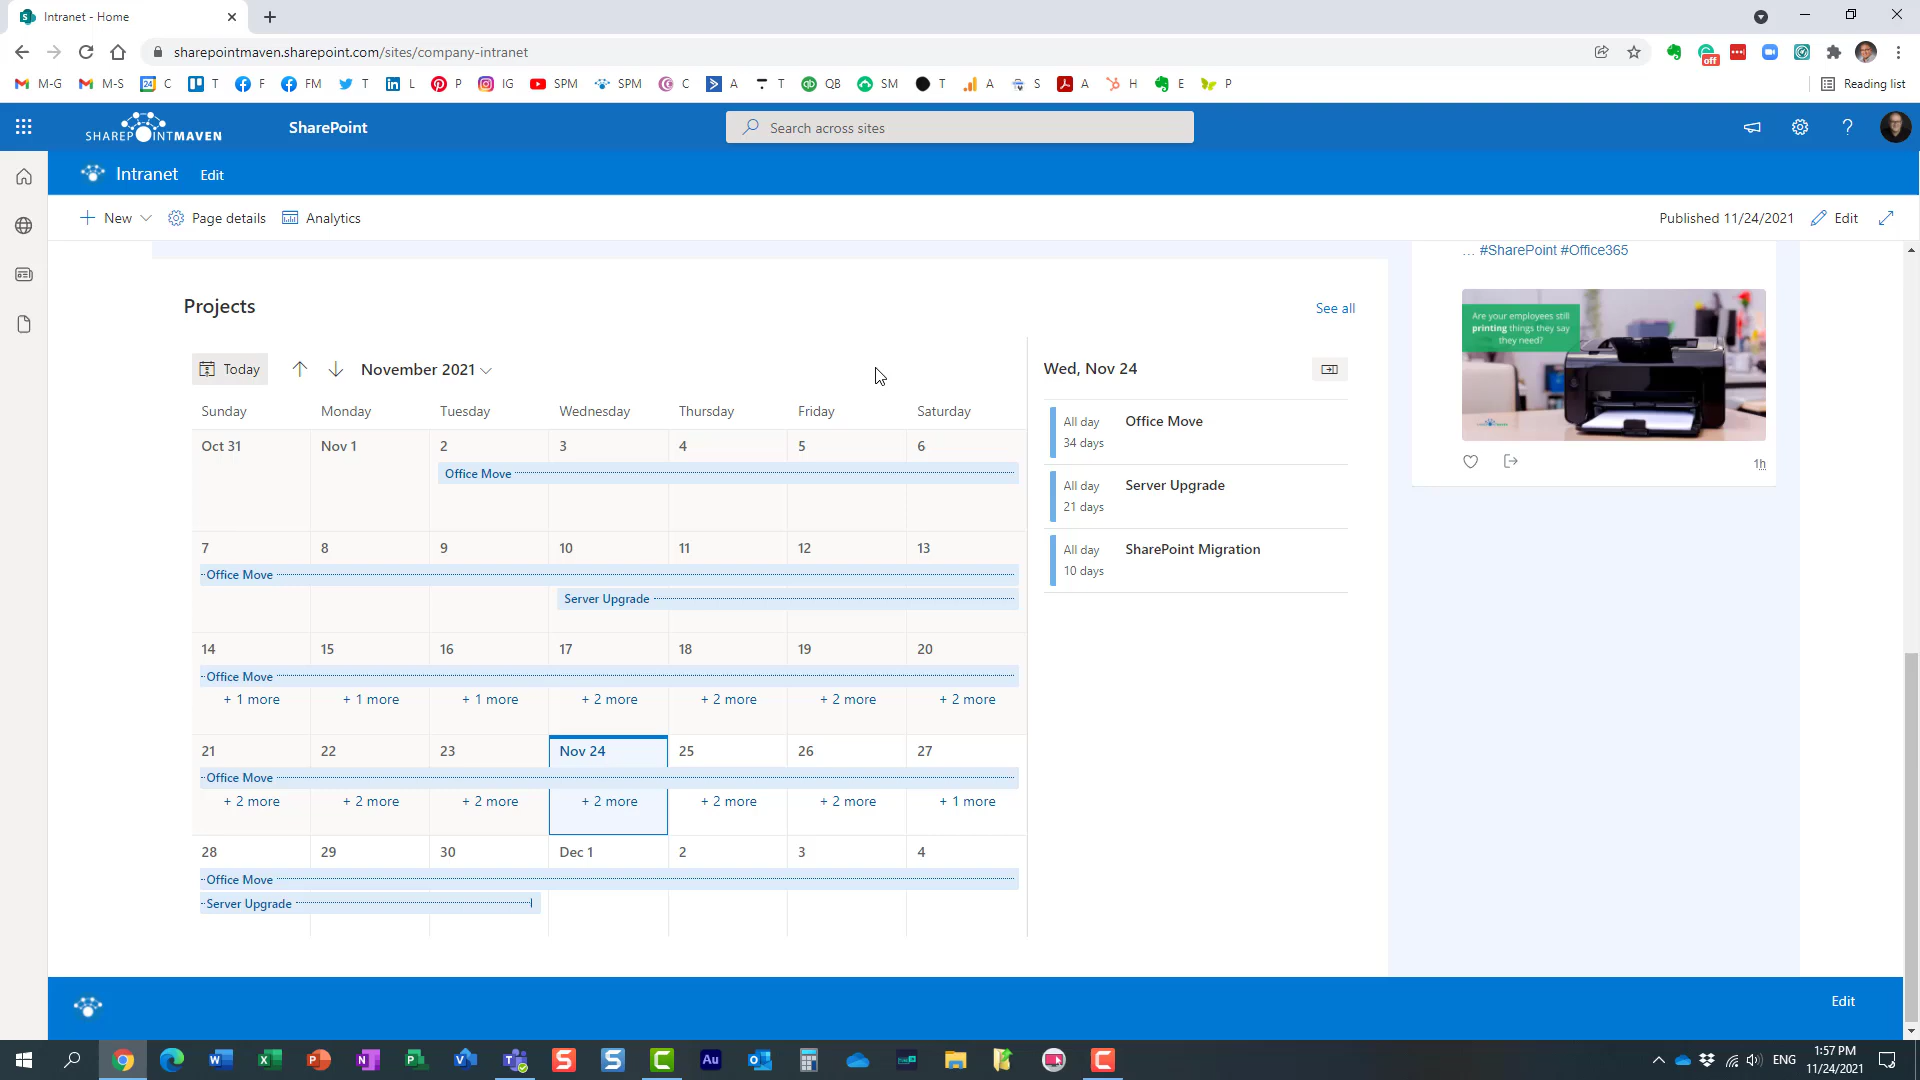 Intranet - Home
sharepointmaven.sharepoint.com/sites/company-intranet
M-G M-S C T F FM T L P IG SPM SPM C A T QB SM T A S A H E P Reading list
off
24
SHAREPOINTMAVEN SharePoint Search across sites
Intranet Edit
New Page details Analytics Published 11/24/2021 Edit
... #SharePoint #Office365
Projects See all
Are your employees still
printing things they say
they need?
1h
Today November 2021
Sunday Monday Tuesday Wednesday Thursday Friday Saturday
Oct 31 Nov 1 2 3 4 5 6
Office Move
7 8 9 10 11 12 13
Office Move
Server Upgrade
14 15 16 17 18 19 20
Office Move
+ 1 more + 1 more + 1 more + 2 more + 2 more + 2 more + 2 more
21 22 23 Nov 24 25 26 27
Office Move
+ 2 more + 2 more + 2 more + 2 more + 2 more + 2 more + 1 more
28 29 30 Dec 1 2 3 4
Office Move
Server Upgrade
Wed, Nov 24
All day Office Move
34 days
All day Server Upgrade
21 days
All day SharePoint Migration
10 days
Edit
ENG
1:57 PM
11/24/2021